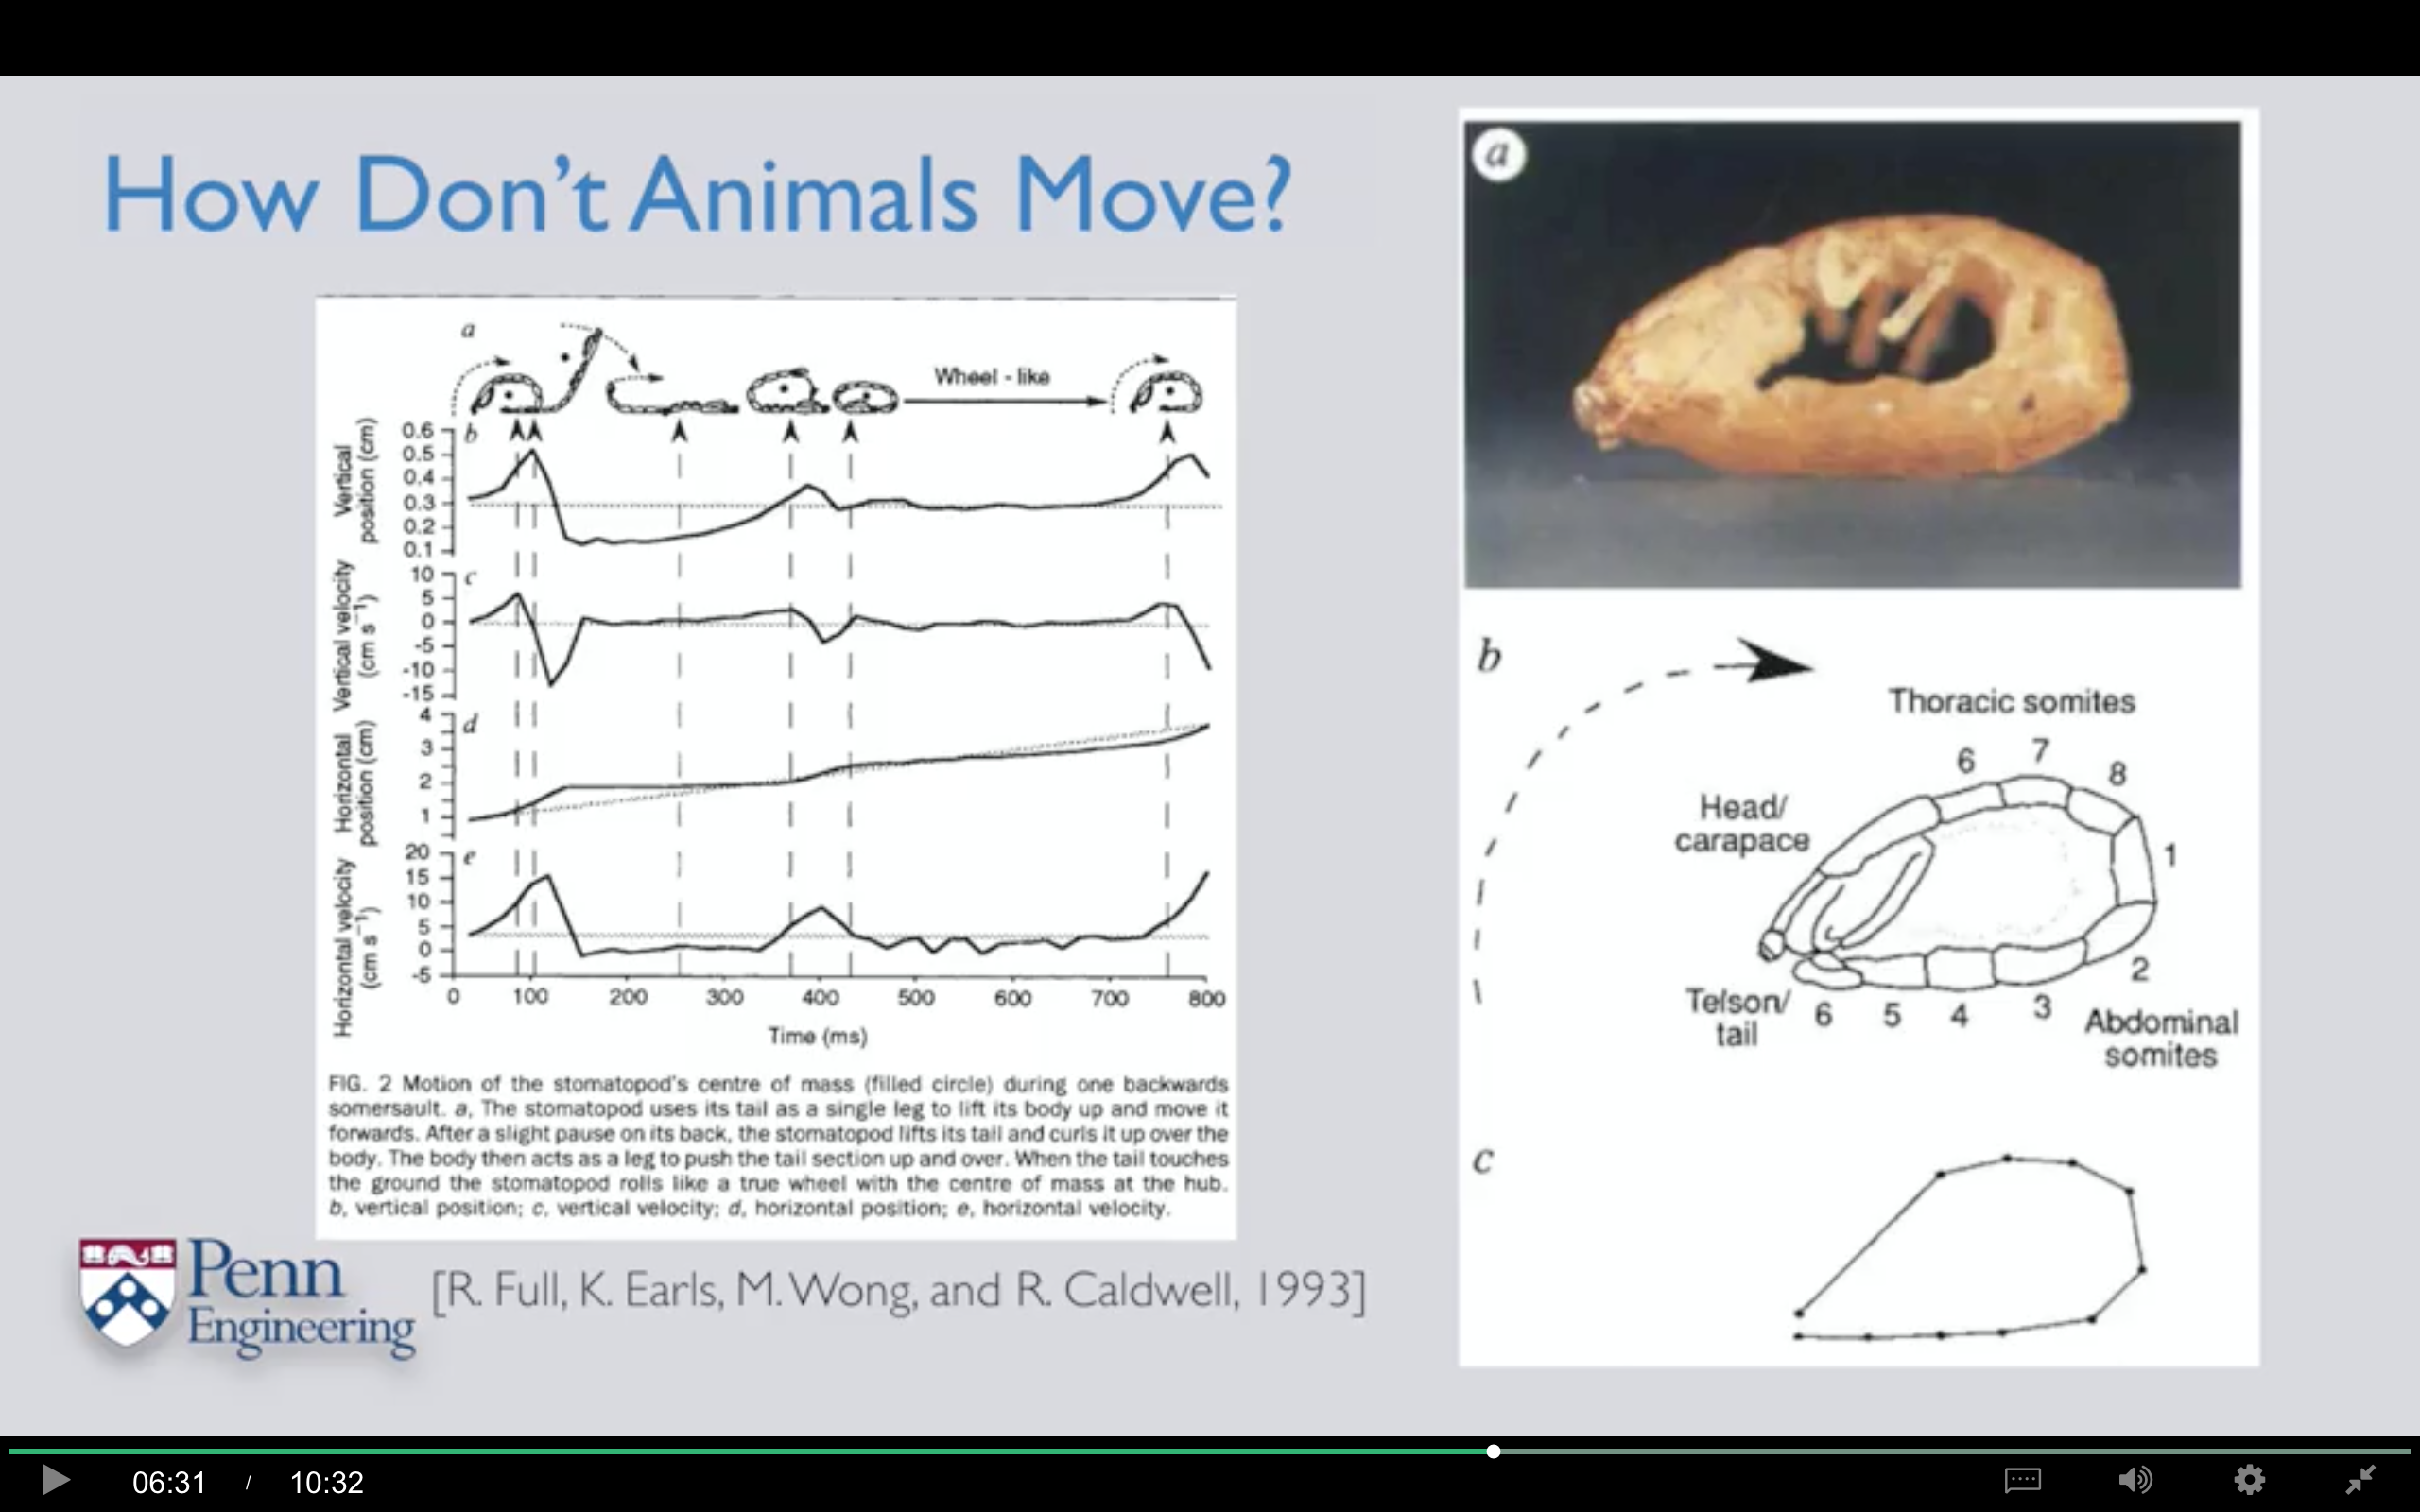 How Don't Animals Move?
a
Wheel - like
Vertical
position (cm)
0.6
0.5
0.4
0.3
0.2
0.1
b
Vertical velocity
(cm s⁻¹)
10
5
0
-5
-10
-15
c
Horizontal
position (cm)
4
3
2
1
d
Horizontal velocity
(cm s⁻¹)
20
15
10
5
0
-5
e
0 100 200 300 400 500 600 700 800
Time (ms)
FIG. 2 Motion of the stomatopod's centre of mass (filled circle) during one backwards
somersault. a, The stomatopod uses its tail as a single leg to lift its body up and move it
forwards. After a slight pause on its back, the stomatopod lifts its tail and curls it up over the
body. The body then acts as a leg to push the tail section up and over. When the tail touches
the ground the stomatopod rolls like a true wheel with the centre of mass at the hub.
b, vertical position; c, vertical velocity; d, horizontal position; e, horizontal velocity.
Penn
Engineering
[R. Full, K. Earls, M. Wong, and R. Caldwell, 1993]
a
b
Thoracic somites
6 7 8
Head/
carapace
1
2
Telson/
tail
6 5 4 3
Abdominal
somites
c
06:31 / 10:32